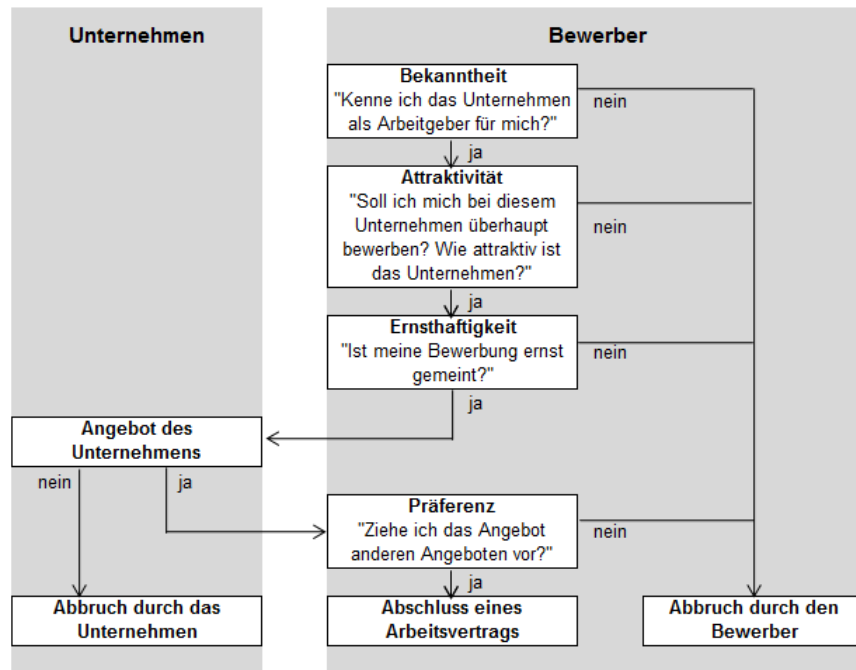 Unternehmen
Bewerber
Bekanntheit
"Kenne ich das Unternehmen
als Arbeitgeber für mich?"
nein
ja
Attraktivität
"Soll ich mich bei diesem
Unternehmen überhaupt
bewerben? Wie attraktiv ist
das Unternehmen?"
nein
ja
Ernsthaftigkeit
"Ist meine Bewerbung ernst
gemeint?"
nein
ja
Angebot des
Unternehmens
nein
ja
Präferenz
"Ziehe ich das Angebot
anderen Angeboten vor?"
nein
ja
Abbruch durch das
Unternehmen
Abschluss eines
Arbeitsvertrags
Abbruch durch den
Bewerber